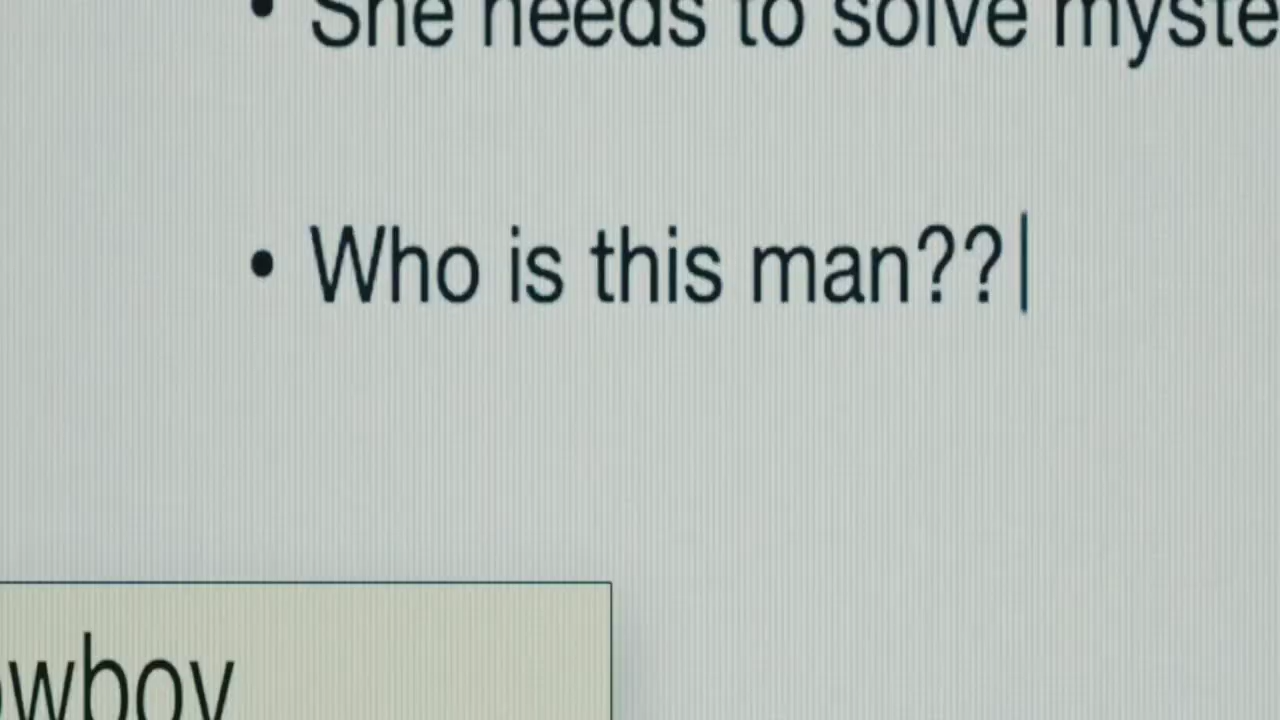 • She needs to solve
• Who is this man??